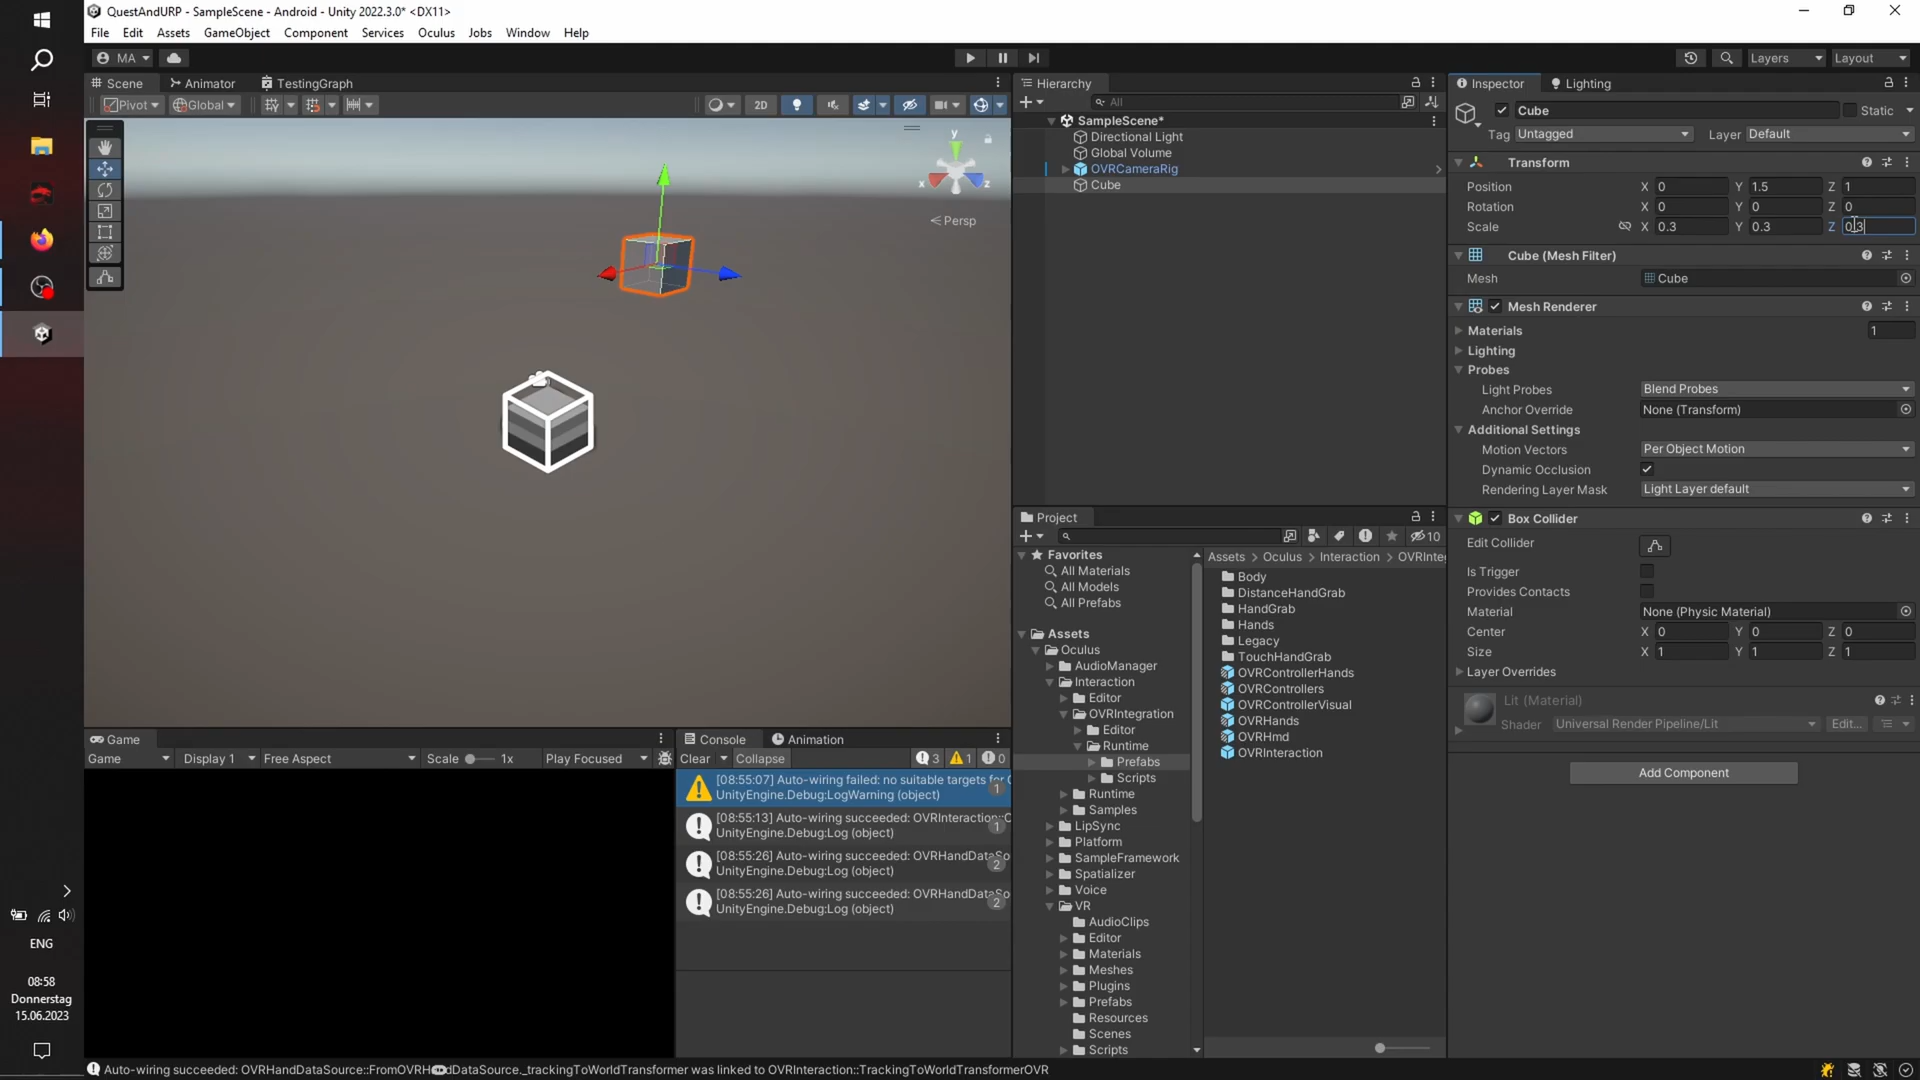 QuestAndURP - SampleScene - Android - Unity 2022.3.0* <DX11>
File Edit Assets GameObject Component Services Oculus Jobs Window Help
MA
Layers Layout
Scene Animator TestingGraph
Pivot Global 2D
y
x z
Persp
Hierarchy
All
SampleScene*
Directional Light
Global Volume
OVRCameraRig
Cube
Inspector Lighting
Cube Static
Tag Untagged Layer Default
Transform
Position X 0 Y 1.5 Z 1
Rotation X 0 Y 0 Z 0
Scale X 0.3 Y 0.3 Z 0.3
Cube (Mesh Filter)
Mesh Cube
Mesh Renderer
Materials 1
Lighting
Probes
Light Probes Blend Probes
Anchor Override None (Transform)
Additional Settings
Motion Vectors Per Object Motion
Dynamic Occlusion
Rendering Layer Mask Light Layer default
Box Collider
Edit Collider
Is Trigger
Provides Contacts
Material None (Physic Material)
Center X 0 Y 0 Z 0
Size X 1 Y 1 Z 1
Layer Overrides
Lit (Material)
Shader Universal Render Pipeline/Lit Edit...
Add Component
Project
10
Favorites
All Materials
All Models
All Prefabs
Assets
Oculus
AudioManager
Interaction
Editor
OVRIntegration
Editor
Runtime
Prefabs
Scripts
Runtime
Samples
LipSync
Platform
SampleFramework
Spatializer
Voice
VR
AudioClips
Editor
Materials
Meshes
Plugins
Prefabs
Resources
Scenes
Scripts
Assets > Oculus > Interaction > OVRInteg
Body
DistanceHandGrab
HandGrab
Hands
Legacy
TouchHandGrab
OVRControllerHands
OVRControllers
OVRControllerVisual
OVRHands
OVRHmd
OVRInteraction
Game
Game Display 1 Free Aspect Scale 1x Play Focused
Console Animation
Clear Collapse 3 1 0
[08:55:07] Auto-wiring failed: no suitable targets for
UnityEngine.Debug:LogWarning (object) 1
[08:55:13] Auto-wiring succeeded: OVRInteraction::
UnityEngine.Debug:Log (object) 1
[08:55:26] Auto-wiring succeeded: OVRHandDataSo
UnityEngine.Debug:Log (object) 2
[08:55:26] Auto-wiring succeeded: OVRHandDataSo
UnityEngine.Debug:Log (object) 2
ENG
08:58
Donnerstag
15.06.2023
Auto-wiring succeeded: OVRHandDataSource::FromOVRHandDataSource._trackingToWorldTransformer was linked to OVRInteraction::TrackingToWorldTransformerOVR